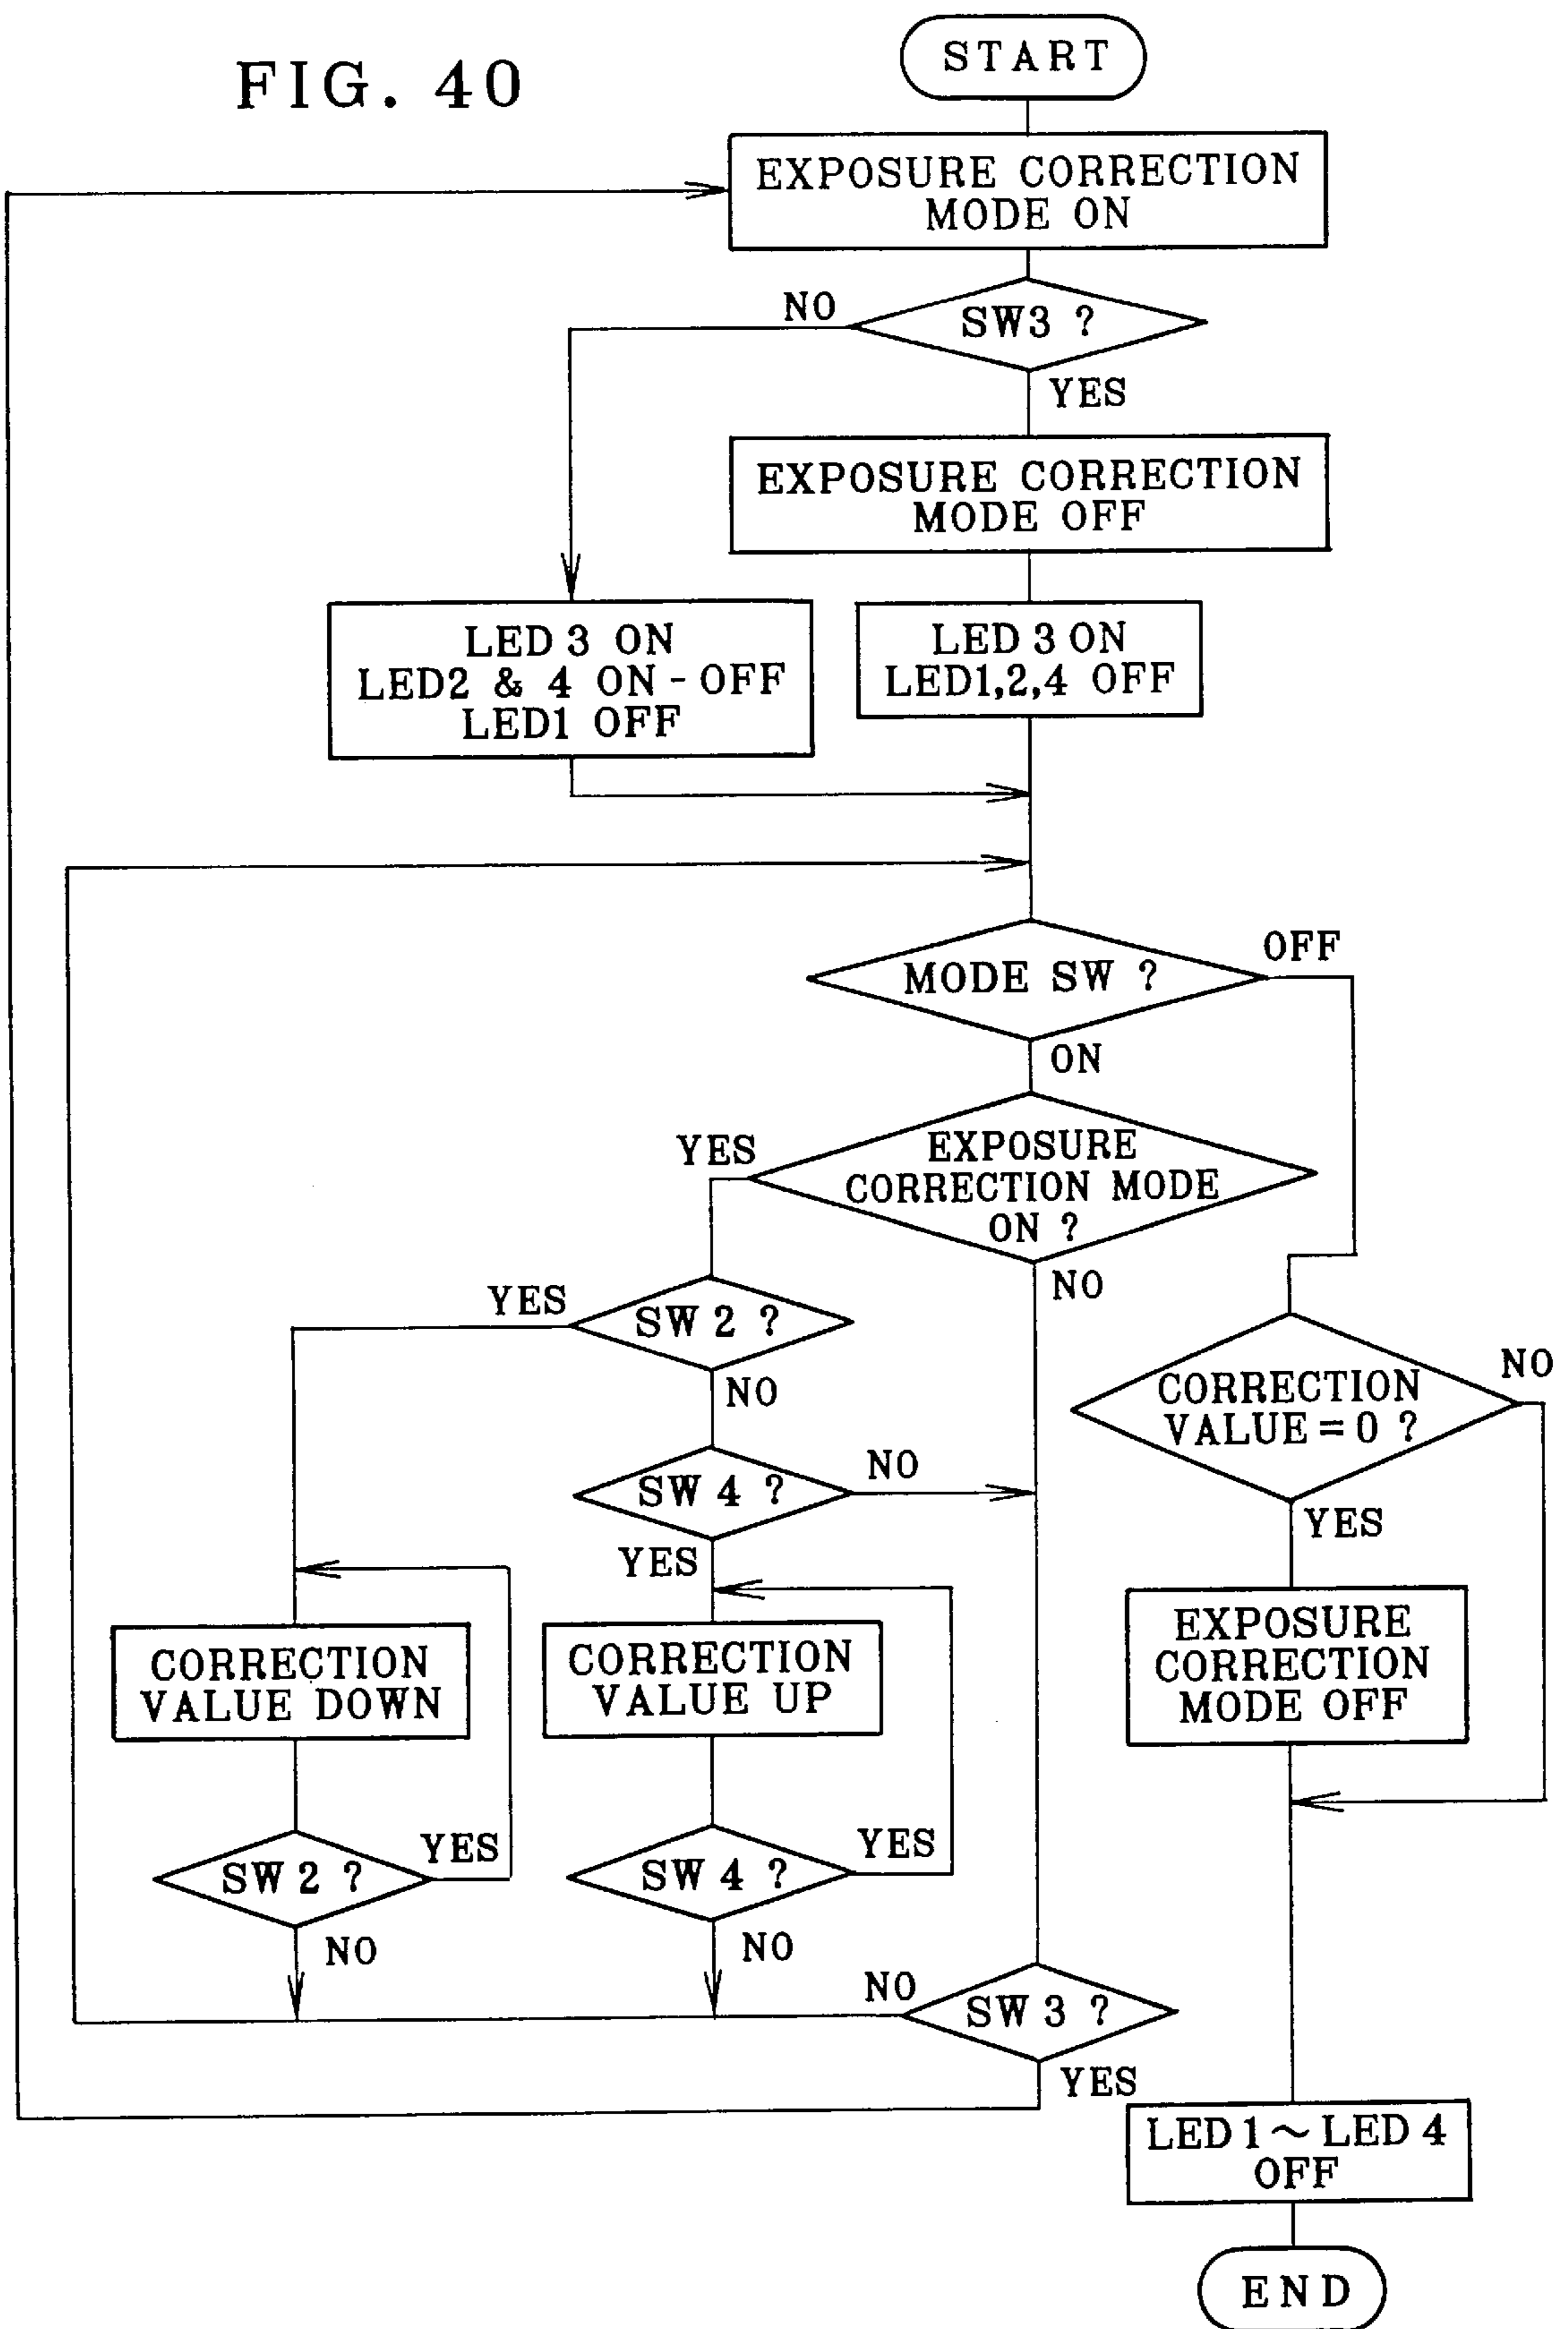 FIG. 40
START
EXPOSURE CORRECTION
MODE ON
NO
SW3 ?
YES
EXPOSURE CORRECTION
MODE OFF
LED 3 ON
LED2 & 4 ON-OFF
LED1 OFF
LED 3 ON
LED1,2,4 OFF
OFF
MODE SW ?
ON
YES
EXPOSURE
CORRECTION MODE
ON ?
NO
YES
SW 2 ?
NO
NO
CORRECTION
VALUE=0 ?
SW 4 ?
NO
YES
YES
CORRECTION
VALUE DOWN
CORRECTION
VALUE UP
EXPOSURE
CORRECTION
MODE OFF
SW 2 ?
YES
NO
SW 4 ?
YES
NO
NO
SW 3 ?
YES
LED 1 ~ LED 4
OFF
END